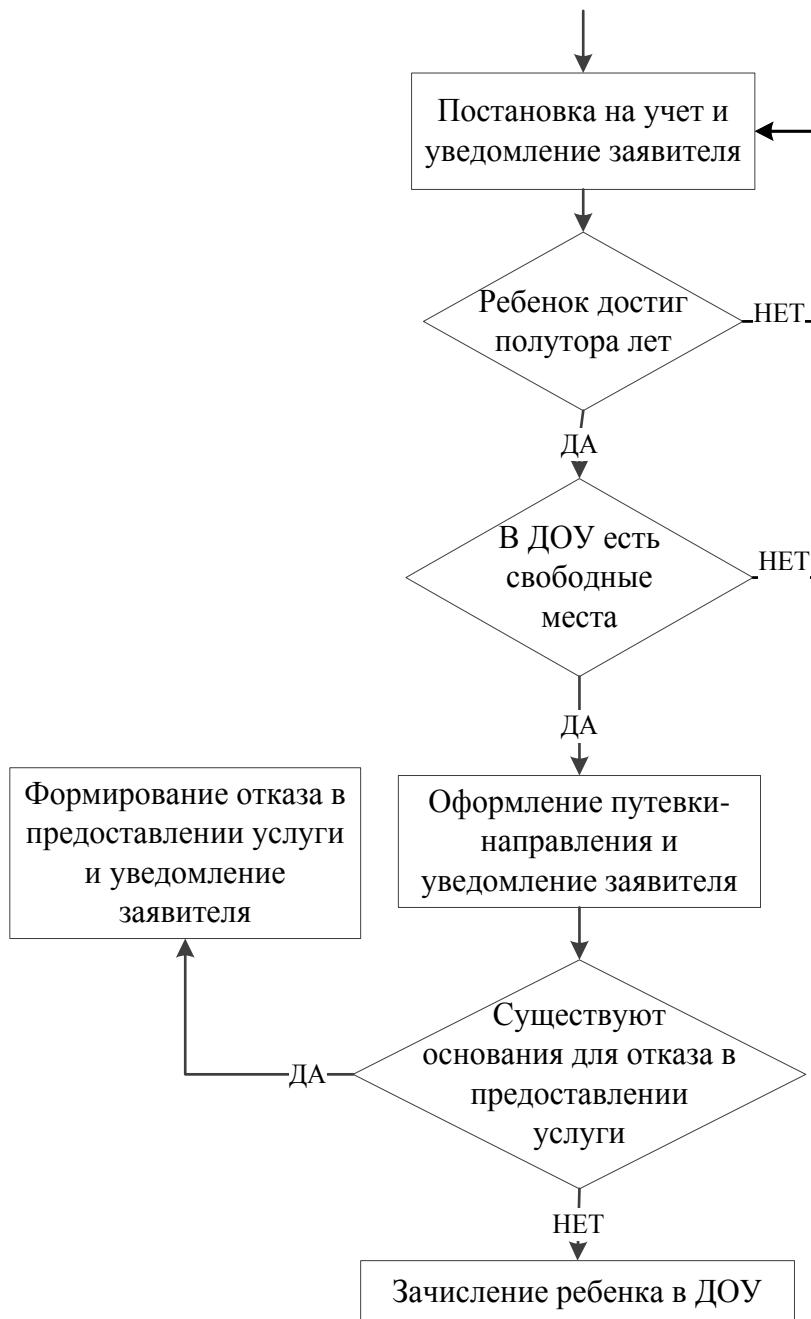 Постановка на учет и
уведомление заявителя
Ребенок достиг
полутора лет
НЕТ
ДА
В ДОУ есть
свободные
места
НЕТ
ДА
Формирование отказа в
предоставлении услуги
и уведомление
заявителя
Оформление путевки-
направления и
уведомление заявителя
Существуют
основания для отказа в
предоставлении
услуги
ДА
НЕТ
Зачисление ребенка в ДОУ